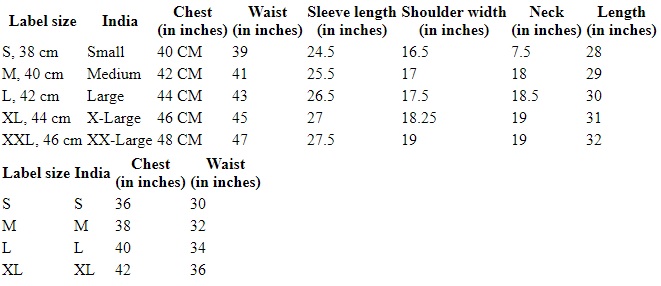 Label size India Chest (in inches) Waist (in inches) Sleeve length (in inches) Shoulder width (in inches) Neck (in inches) Length (in inches)
S, 38 cm Small 40 CM 39 24.5 16.5 7.5 28
M, 40 cm Medium 42 CM 41 25.5 17 18 29
L, 42 cm Large 44 CM 43 26.5 17.5 18.5 30
XL, 44 cm X-Large 46 CM 45 27 18.25 19 31
XXL, 46 cm XX-Large 48 CM 47 27.5 19 19 32
Label size India Chest (in inches) Waist (in inches)
S S 36 30
M M 38 32
L L 40 34
XL XL 42 36